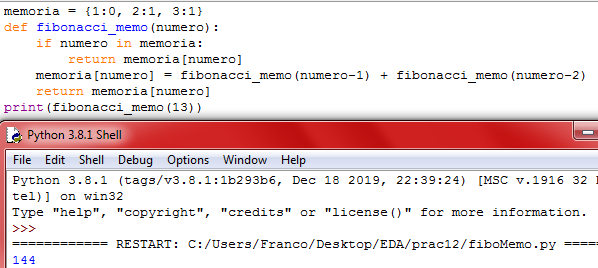 memoria = {1:0, 2:1, 3:1}
def fibonacci_memo(numero):
    if numero in memoria:
        return memoria[numero]
    memoria[numero] = fibonacci_memo(numero-1) + fibonacci_memo(numero-2)
    return memoria[numero]
print(fibonacci_memo(13))
Python 3.8.1 Shell
File Edit Shell Debug Options Window Help
Python 3.8.1 (tags/v3.8.1:1b293b6, Dec 18 2019, 22:39:24) [MSC v.1916 32
tel)] on win32
Type "help", "copyright", "credits" or "license()" for more information.
>>>
============ RESTART: C:/Users/Franco/Desktop/EDA/prac12/fiboMemo.py =====
144